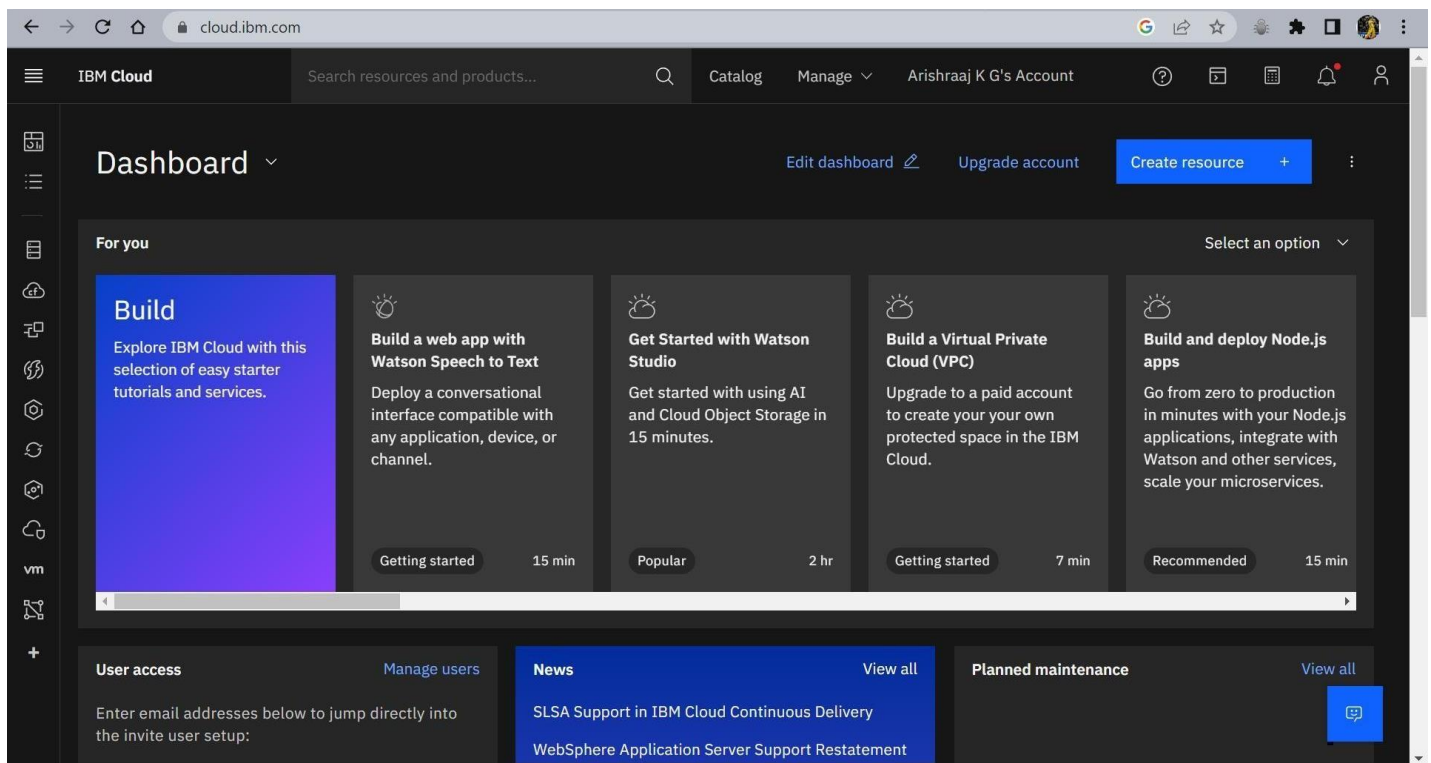 cloud.ibm.com
IBM Cloud
Search resources and products...
Catalog
Manage
Arishraaj K G's Account
Dashboard
Edit dashboard
Upgrade account
Create resource +
For you
Select an option
Build
Explore IBM Cloud with this
selection of easy starter
tutorials and services.
Build a web app with
Watson Speech to Text
Deploy a conversational
interface compatible with
any application, device, or
channel.
Getting started
15 min
Get Started with Watson
Studio
Get started with using AI
and Cloud Object Storage in
15 minutes.
Popular
2 hr
Build a Virtual Private
Cloud (VPC)
Upgrade to a paid account
to create your your own
protected space in the IBM
Cloud.
Getting started
7 min
Build and deploy Node.js
apps
Go from zero to production
in minutes with your Node.js
applications, integrate with
Watson and other services,
scale your microservices.
Recommended
15 min
cf
vm
User access
Manage users
Enter email addresses below to jump directly into
the invite user setup:
News
View all
SLSA Support in IBM Cloud Continuous Delivery
WebSphere Application Server Support Restatement
Planned maintenance
View all